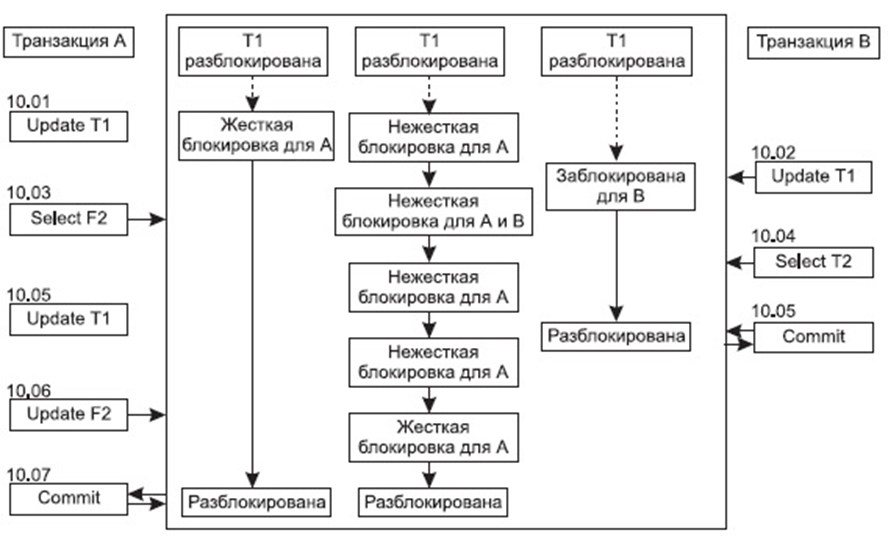 Транзакция А
10.01
Update T1
10.03
Select F2
10.05
Update T1
10.06
Update F2
10.07
Commit
T1
разблокирована
Жесткая
блокировка для А
Разблокирована
T1
разблокирована
Нежесткая
блокировка для А
Нежесткая
блокировка для А и В
Нежесткая
блокировка для А
Нежесткая
блокировка для А
Жесткая
блокировка для А
Разблокирована
T1
разблокирована
Заблокирована
для В
Разблокирована
Транзакция В
10.02
Update T1
10.04
Select T2
10.05
Commit